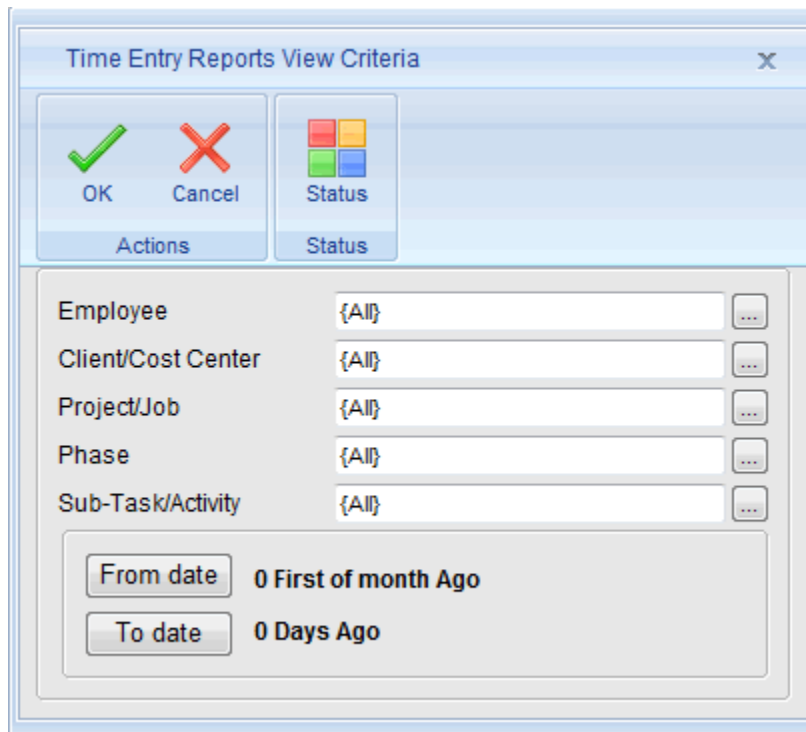 Time Entry Reports View Criteria x
OK Cancel Status
Actions Status
Employee {All} ...
Client/Cost Center {All} ...
Project/Job {All} ...
Phase {All} ...
Sub-Task/Activity {All} ...
From date 0 First of month Ago
To date 0 Days Ago